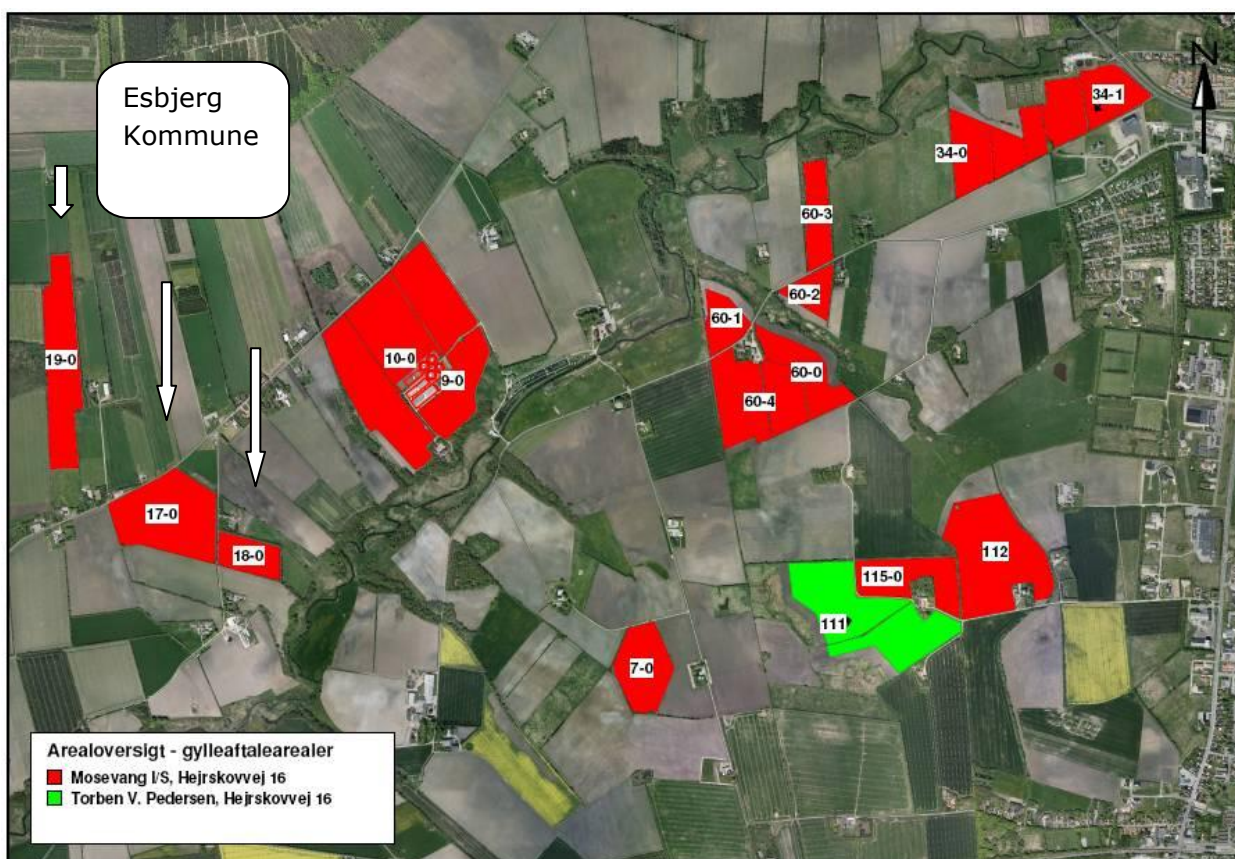 Esbjerg
Kommune
N
34-1
34-0
60-3
60-2
60-1
19-0
10-0
9-0
60-0
60-4
17-0
18-0
112
115-0
111
7-0
Arealoversigt - gylleaftalearealer
Mosevang I/S, Hejrskovvej 16
Torben V. Pedersen, Hejrskovvej 16